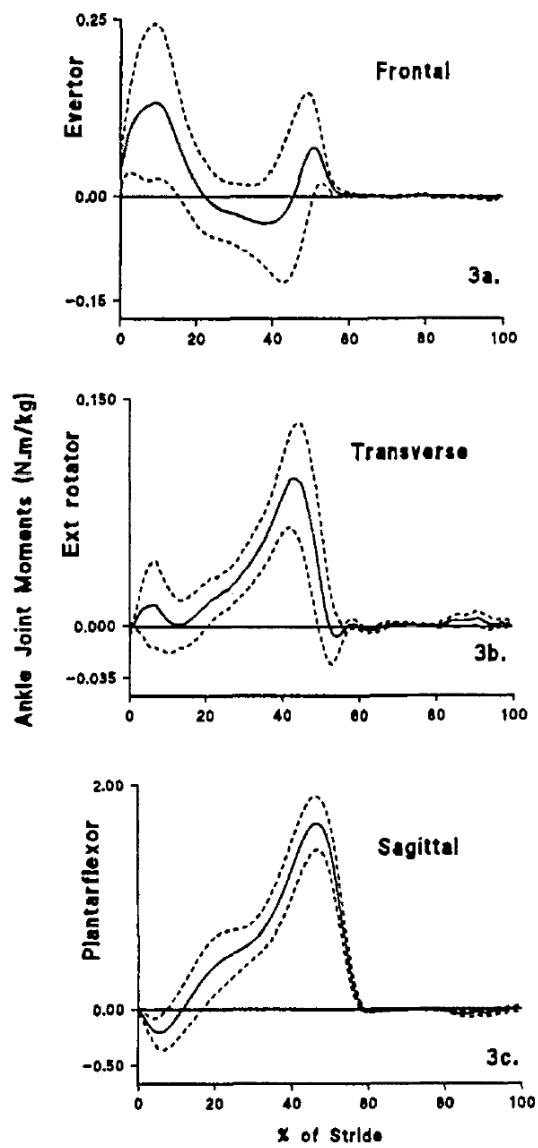 0.25
Frontal
Evertor
0.00
3a.
-0.15
0 20 40 60 80 100
Ankle Joint Moments (N.m/kg)
0.150
Transverse
Ext rotator
0.000
3b.
-0.035
0 20 40 60 80 100
2.00
Sagittal
Plantarflexor
0.00
3c.
-0.50
0 20 40 60 80 100
% of Stride